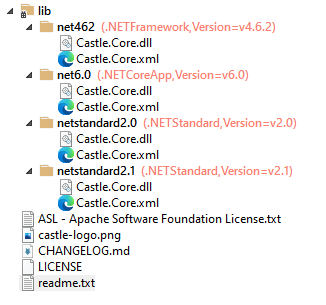 lib
net462 (.NETFramework,Version=v4.6.2)
Castle.Core.dll
Castle.Core.xml
net6.0 (.NETCoreApp,Version=v6.0)
Castle.Core.dll
Castle.Core.xml
netstandard2.0 (.NETStandard,Version=v2.0)
Castle.Core.dll
Castle.Core.xml
netstandard2.1 (.NETStandard,Version=v2.1)
Castle.Core.dll
Castle.Core.xml
ASL - Apache Software Foundation License.txt
castle-logo.png
CHANGELOG.md
LICENSE
readme.txt